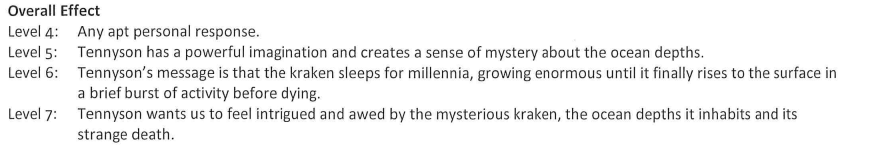 Overall Effect
Level 4: Any apt personal response.
Level 5: Tennyson has a powerful imagination and creates a sense of mystery about the ocean depths.
Level 6: Tennyson's message is that the kraken sleeps for millennia, growing enormous until it finally rises to the surface in
a brief burst of activity before dying.
Level 7: Tennyson wants us to feel intrigued and awed by the mysterious kraken, the ocean depths it inhabits and its
strange death.